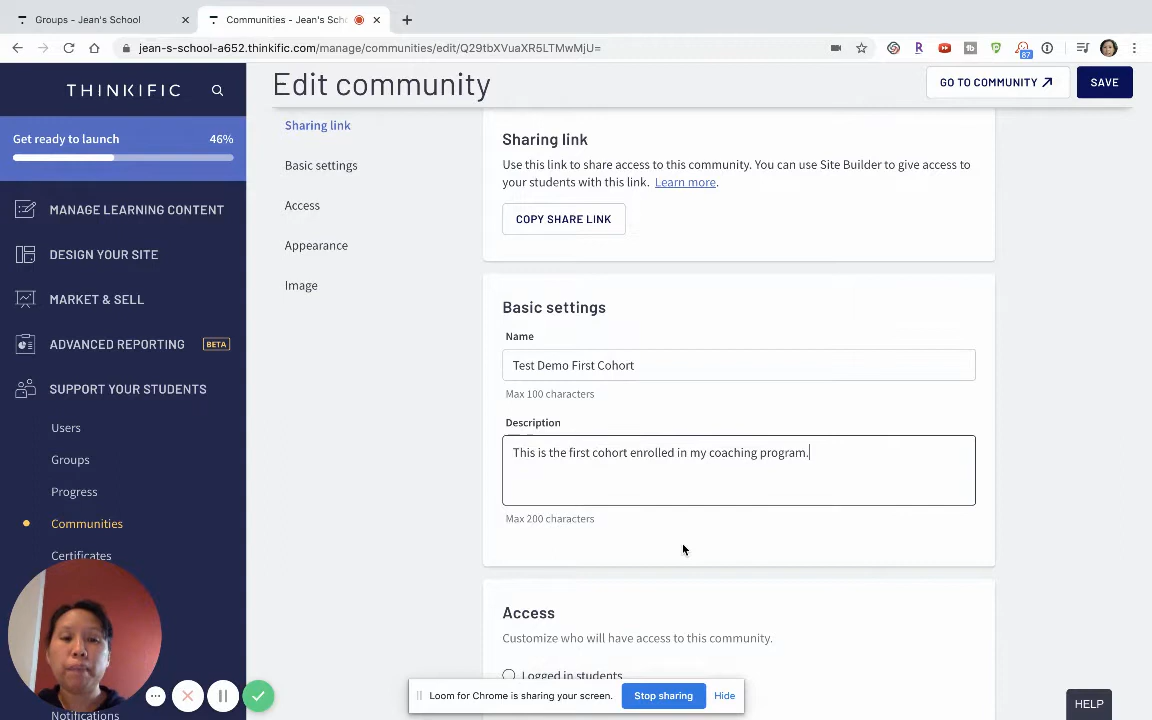 Groups - Jean's School
Communities - Jean's Sch
jean-s-school-a652.thinkific.com/manage/communities/edit/Q29tbXVuaXR5LTMwMjU=
87
THINKIFIC
Edit community
GO TO COMMUNITY
SAVE
Get ready to launch 46%
MANAGE LEARNING CONTENT
DESIGN YOUR SITE
MARKET & SELL
ADVANCED REPORTING BETA
SUPPORT YOUR STUDENTS
Users
Groups
Progress
Communities
Certificates
Notifications
Sharing link
Basic settings
Access
Appearance
Image
Sharing link
Use this link to share access to this community. You can use Site Builder to give access to
your students with this link. Learn more.
COPY SHARE LINK
Basic settings
Name
Test Demo First Cohort
Max 100 characters
Description
This is the first cohort enrolled in my coaching program.
Max 200 characters
Access
Customize who will have access to this community.
Logged in students
Loom for Chrome is sharing your screen.
Stop sharing
Hide
HELP